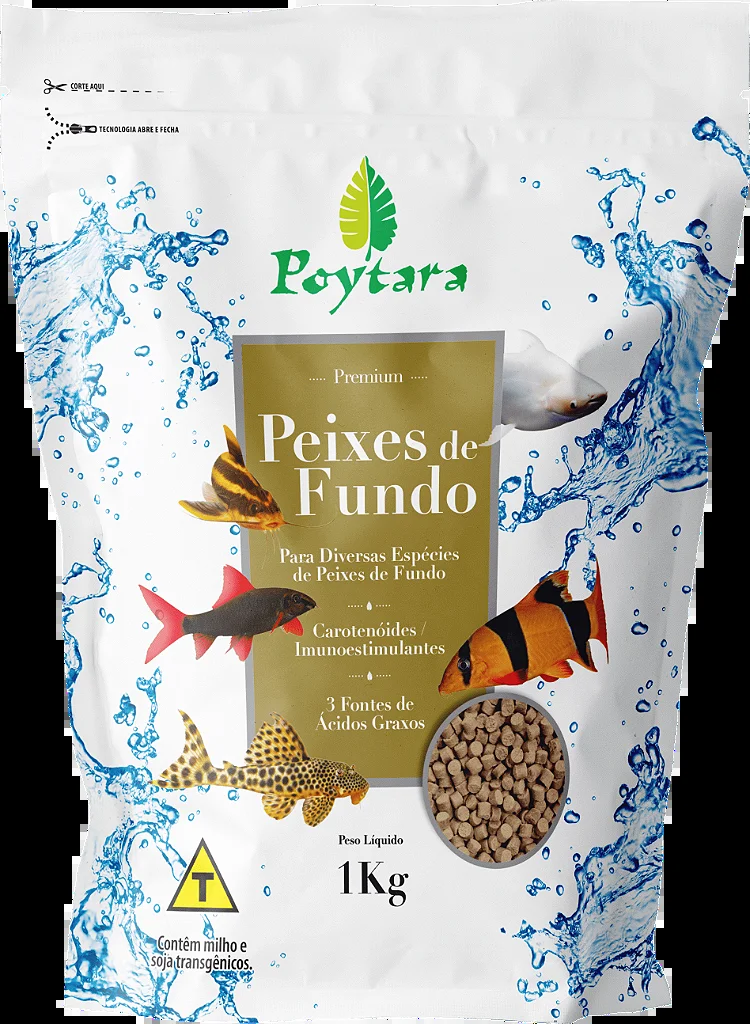 CORTE AQUI
TECNOLOGIA ABRE E FECHA
Poytara
Premium
Peixes de
Fundo
Para Diversas Espécies
de Peixes de Fundo
Carotenóides /
Imunoestimulantes
3 Fontes de
Ácidos Graxos
Peso Líquido
1Kg
T
Contêm milho e
soja transgênicos.